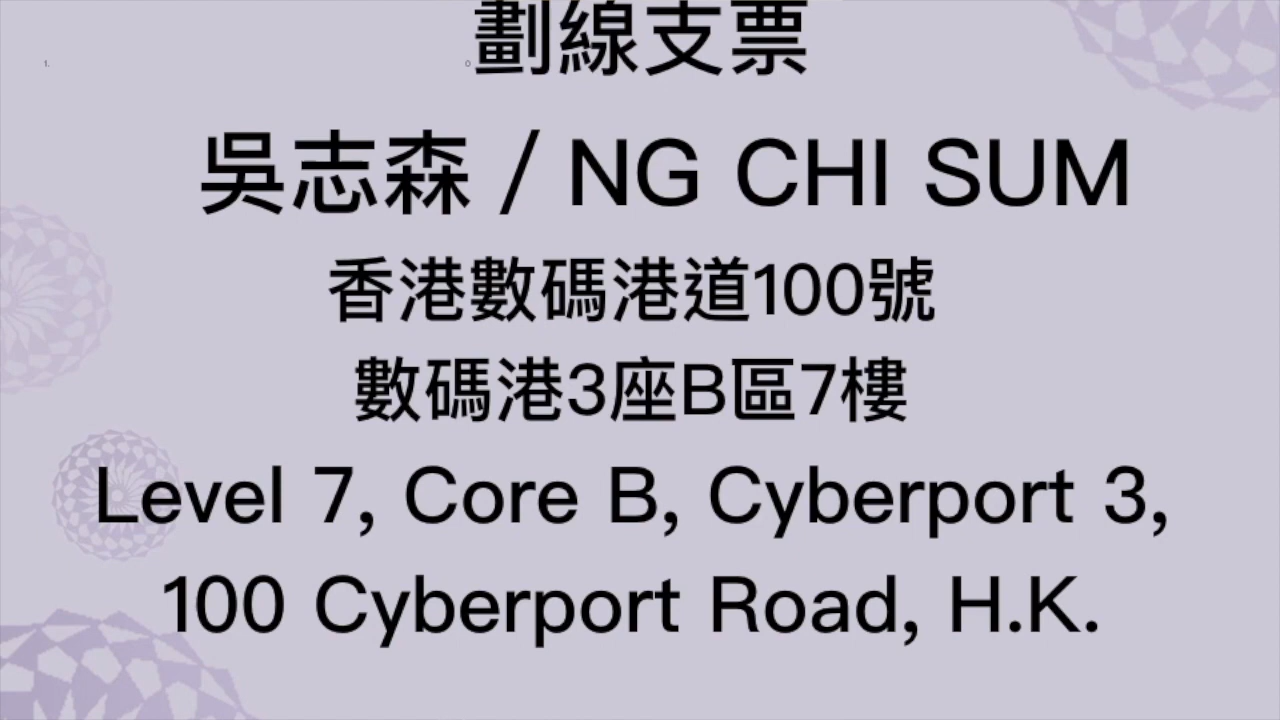 劃線支票
吳志森 / NG CHI SUM
香港數碼港道100號
數碼港3座B區7樓
Level 7, Core B, Cyberport 3,
100 Cyberport Road, H.K.